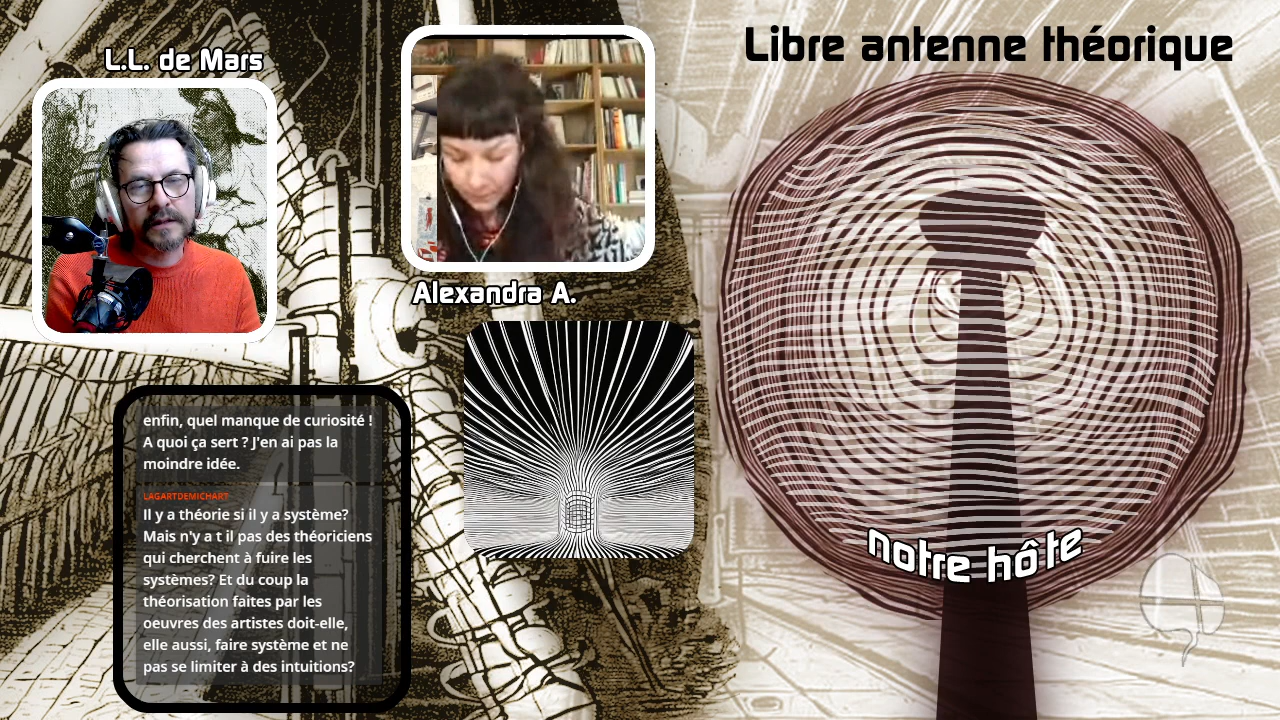 Libre antenne théorique
L.L. de Mars
Alexandra A.
enfin, quel manque de curiosité !
A quoi ça sert ? J'en ai pas la
moindre idée.
LAGARTDEMICHART
Il y a théorie si il y a système?
Mais n'y a t il pas des théoriciens
qui cherchent à fuire les
systèmes? Et du coup la
théorisation faites par les
oeuvres des artistes doit-elle,
elle aussi, faire système et ne
pas se limiter à des intuitions?
notre hôte